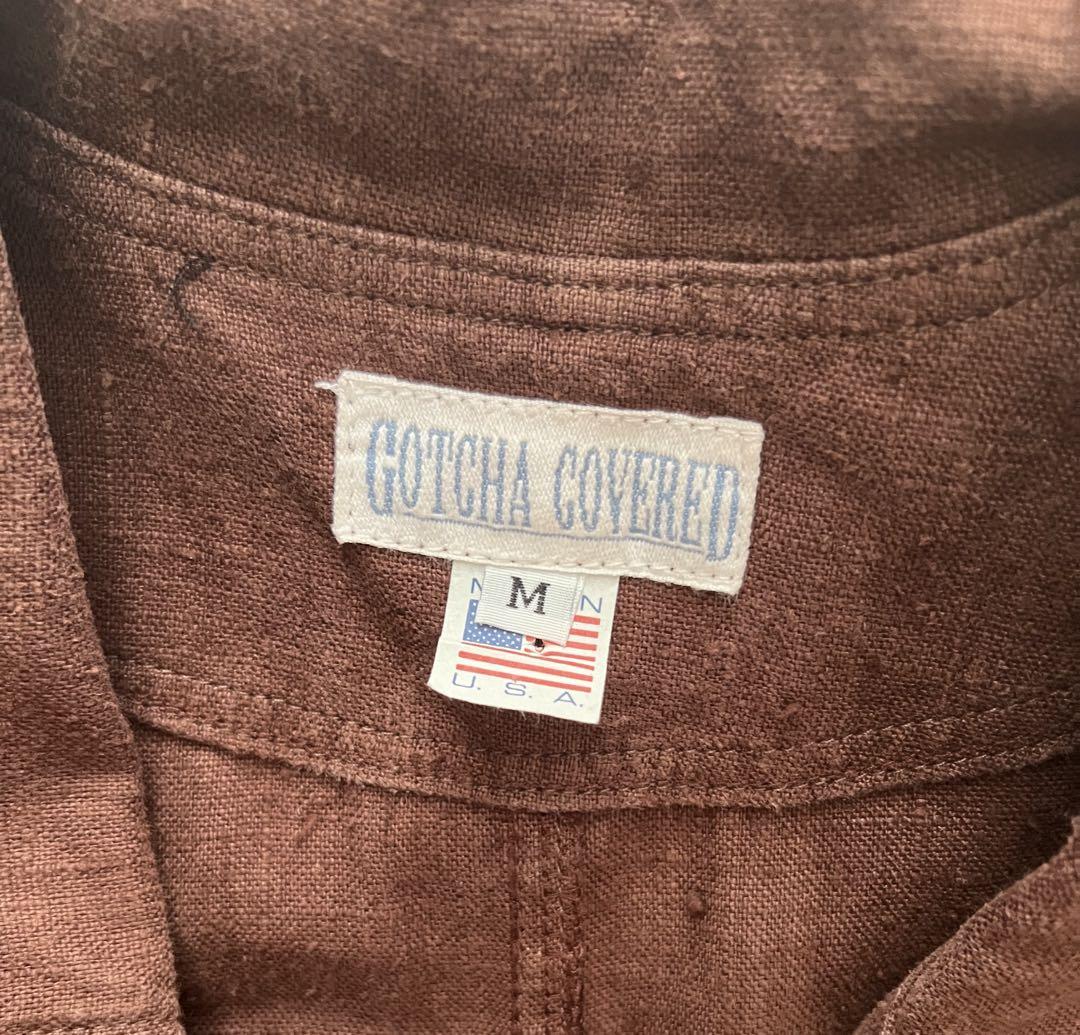 GOTCHA COVERED
M
U. S. A.